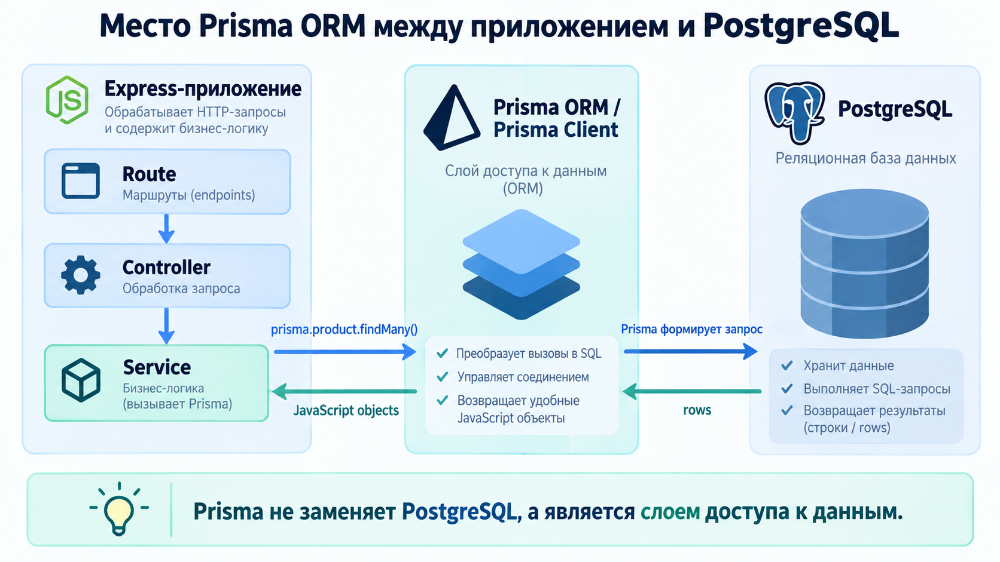 Место Prisma ORM между приложением и PostgreSQL
JS
Express-приложение
Обрабатывает HTTP-запросы
и содержит бизнес-логику
Route
Маршруты (endpoints)
Controller
Обработка запроса
Service
Бизнес-логика
(вызывает Prisma)
prisma.product.findMany()
JavaScript objects
Prisma ORM /
Prisma Client
Слой доступа к данным
(ORM)
Преобразует вызовы в SQL
Управляет соединением
Возвращает удобные
JavaScript объекты
Prisma формирует запрос
rows
PostgreSQL
Реляционная база данных
Хранит данные
Выполняет SQL-запросы
Возвращает результаты
(строки / rows)
Prisma не заменяет PostgreSQL, а является слоем доступа к данным.